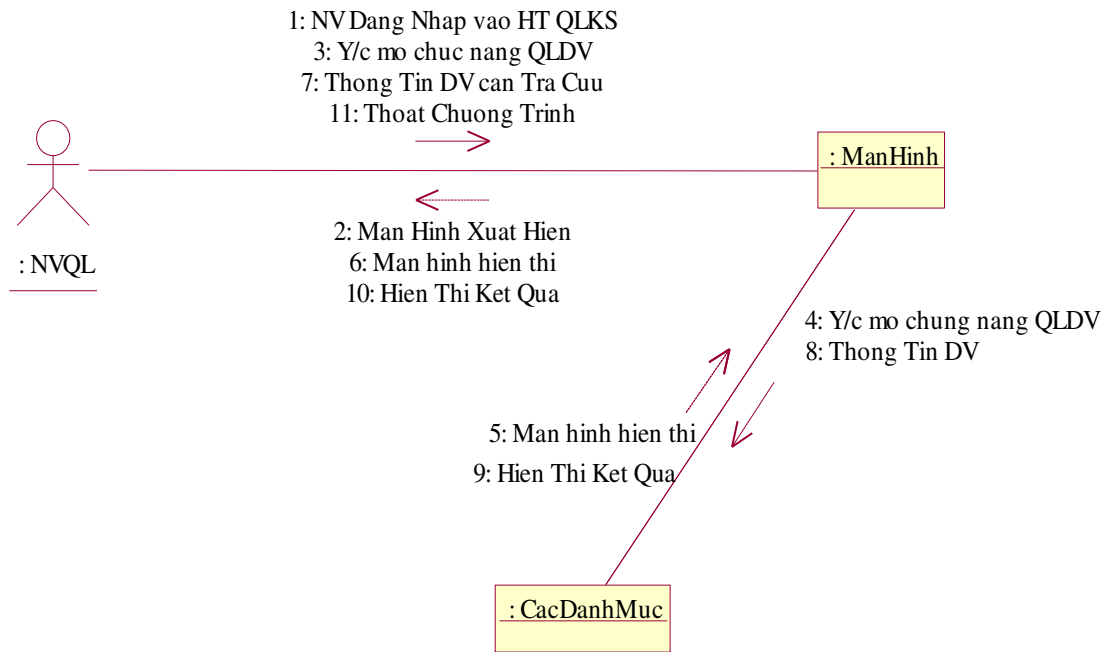 1: NV Dang Nhap vao HT QLKS
3: Y/c mo chuc nang QLDV
7: Thong Tin DV can Tra Cuu
11: Thoat Chuong Trinh
: ManHinh
: NVQL
2: Man Hinh Xuat Hien
6: Man hinh hien thi
10: Hien Thi Ket Qua
4: Y/c mo chung nang QLDV
8: Thong Tin DV
5: Man hinh hien thi
9: Hien Thi Ket Qua
: CacDanhMuc